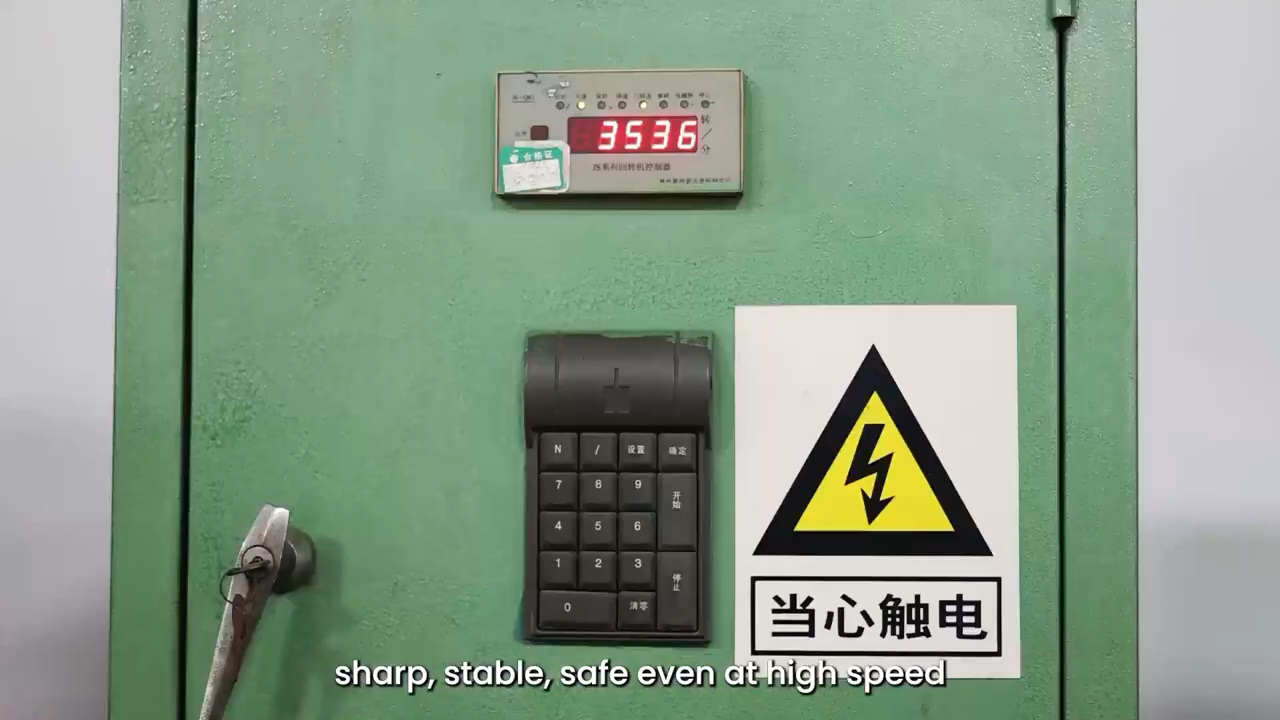 3536
转/分
合格证
JS系列回转机控制器
N / 设置 确定
7 8 9 开始
4 5 6
1 2 3 停止
0 清零
当心触电
sharp, stable, safe even at high speed